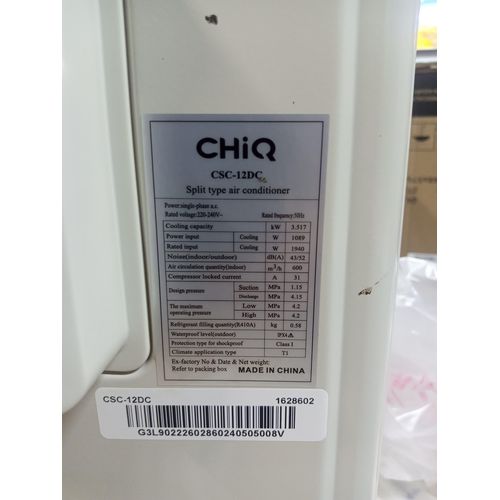 CHiQ
CSC-12DC
Split type air conditioner
Power:single-phase a.c.
Rated voltage:220-240V~ Rated frequency:50Hz
Cooling capacity kW 3.517
Power input Cooling W 1089
Rated input Cooling W 1940
Noise(indoor/outdoor) dB(A) 43/52
Air circulation quantity(indoor) m³/h 600
Compressor locked current A 31
Design pressure Suction MPa 1.15
Discharge MPa 4.15
The maximum operating pressure Low MPa 4.2
High MPa 4.2
Refrigerant filling quantity(R410A) kg 0.58
Waterproof level(outdoor) IPX4
Protection type for shockproof Class I
Climate application type T1
Ex-factory No & Date & Net weight:
Refer to packing box MADE IN CHINA
CSC-12DC 1628602
G3L90222602860240505008V